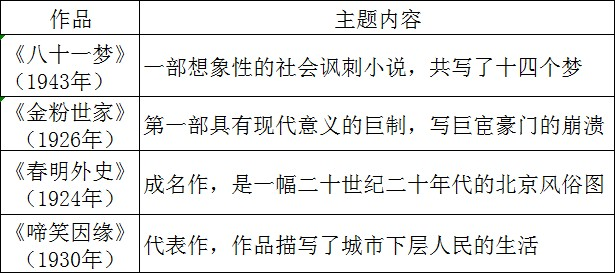 作品 主题内容
《八十一梦》
（1943年）
一部想象性的社会讽刺小说，共写了十四个梦
《金粉世家》
（1926年）
第一部具有现代意义的巨制，写巨宦豪门的崩溃
《春明外史》
（1924年）
成名作，是一幅二十世纪二十年代的北京风俗图
《啼笑因缘》
（1930年）
代表作，作品描写了城市下层人民的生活